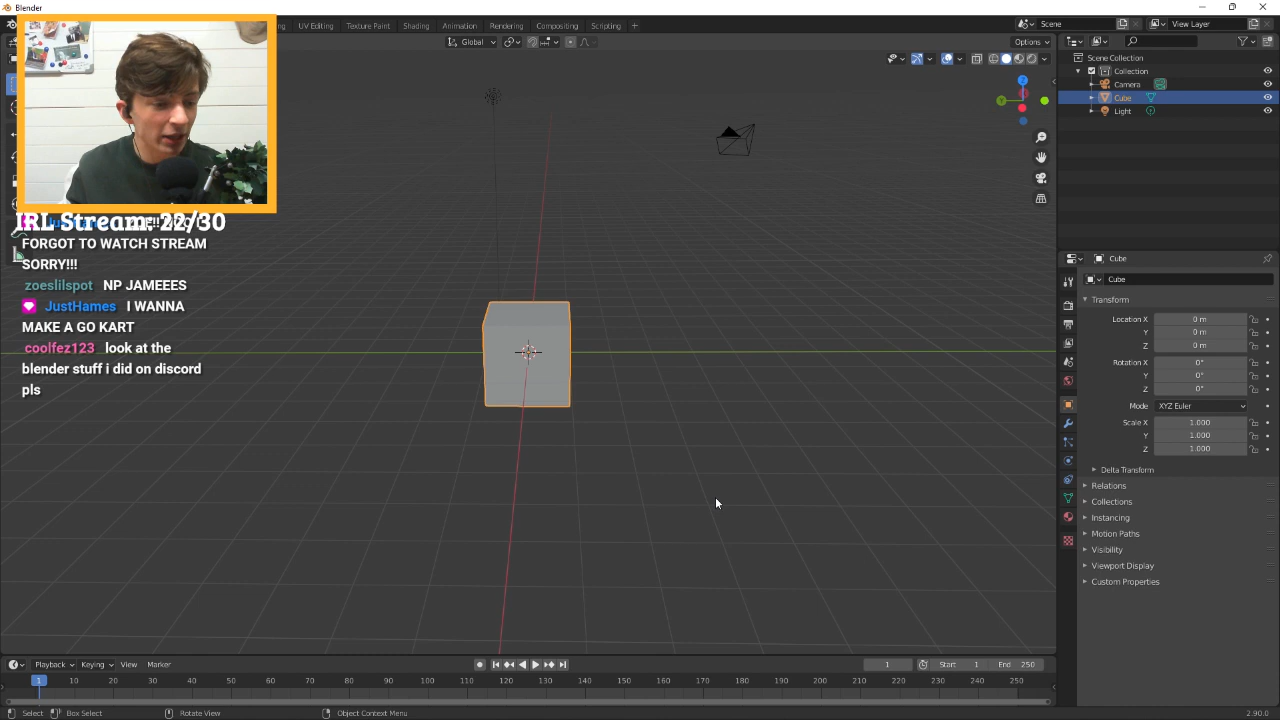 Blender
UV Editing
Texture Paint
Shading
Animation
Rendering
Compositing
Scripting
+
Scene
View Layer
Global
Options
Scene Collection
Collection
Camera
Cube
Light
IRL Stream: 22/30
FORGOT TO WATCH STREAM
SORRY!!!
zoeslilspot NP JAMEEES
JustHames I WANNA
MAKE A GO KART
coolfez123 look at the
blender stuff i did on discord
pls
Z
Y
Cube
Cube
Transform
Location X 0 m
Y 0 m
Z 0 m
Rotation X 0°
Y 0°
Z 0°
Mode XYZ Euler
Scale X 1.000
Y 1.000
Z 1.000
Delta Transform
Relations
Collections
Instancing
Motion Paths
Visibility
Viewport Display
Custom Properties
Playback Keying View Marker
1
Start 1 End 250
1 10 20 30 40 50 60 70 80 90 100 110 120 130 140 150 160 170 180 190 200 210 220 230 240 250
Select Box Select Rotate View Object Context Menu
2.90.0